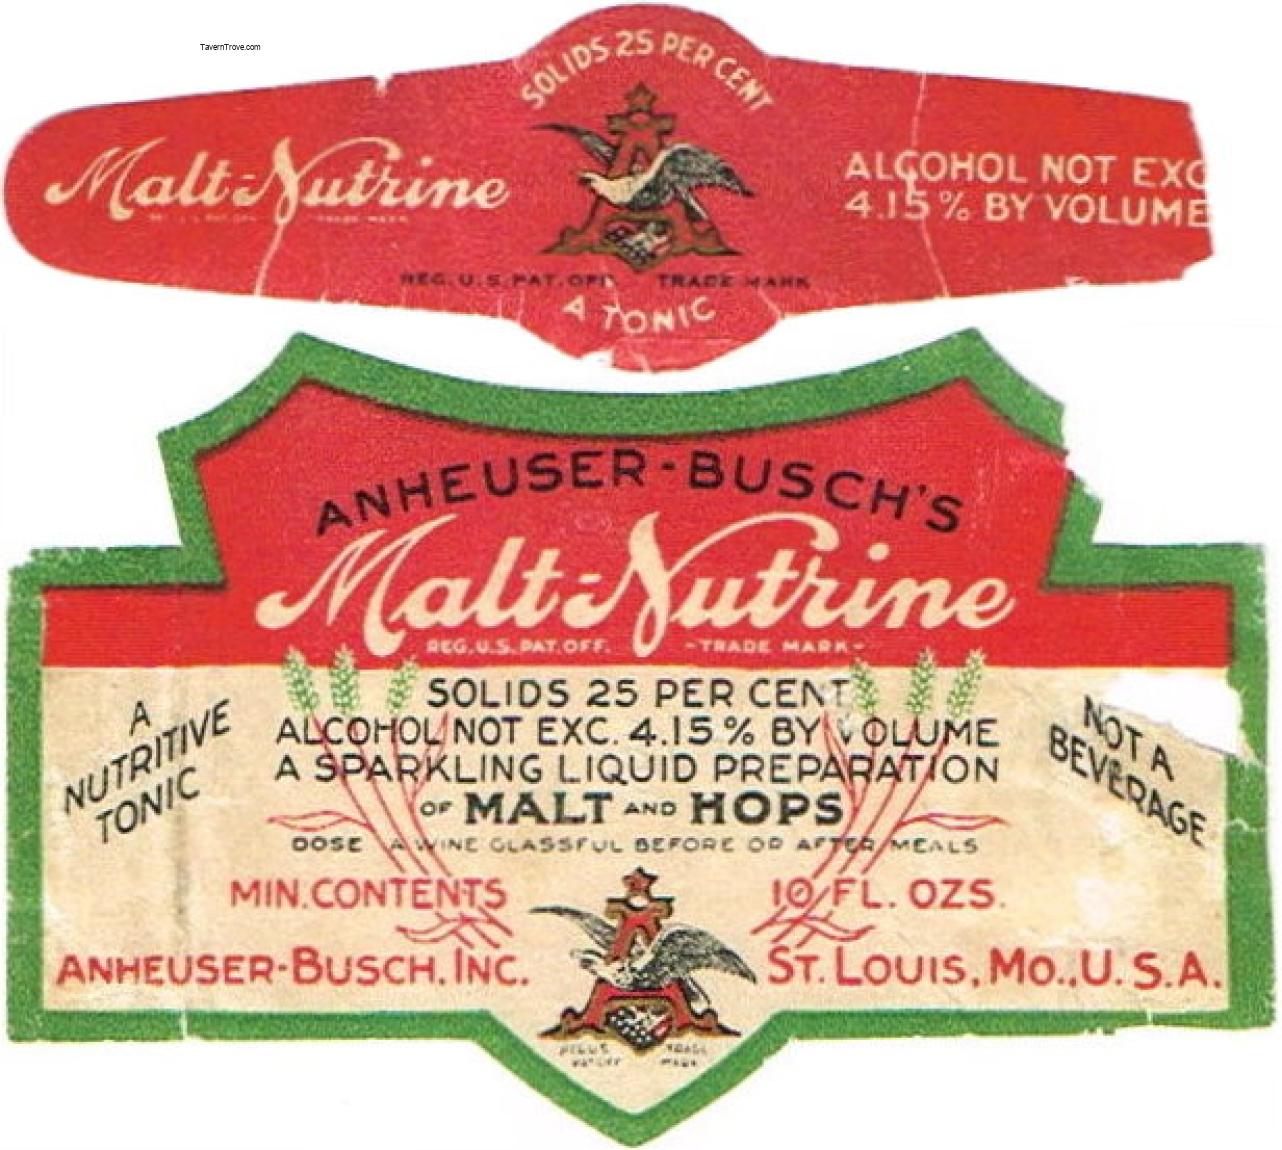 TavernTrove.com
SOLIDS 25 PER CENT
Malt-Nutrine
ALCOHOL NOT EXC
4.15% BY VOLUME
REG. U.S. PAT. OFF. TRADE MARK
A TONIC
ANHEUSER-BUSCH'S
Malt-Nutrine
REG. U.S. PAT. OFF. -TRADE MARK-
SOLIDS 25 PER CENT
ALCOHOL NOT EXC. 4.15% BY VOLUME
A SPARKLING LIQUID PREPARATION
OF MALT AND HOPS
A
NUTRITIVE
TONIC
NOT A
BEVERAGE
DOSE A WINE GLASSFUL BEFORE OR AFTER MEALS
MIN. CONTENTS 10 FL. OZS.
ANHEUSER-BUSCH. INC. ST. LOUIS, MO., U.S.A.
TRADE
MARK